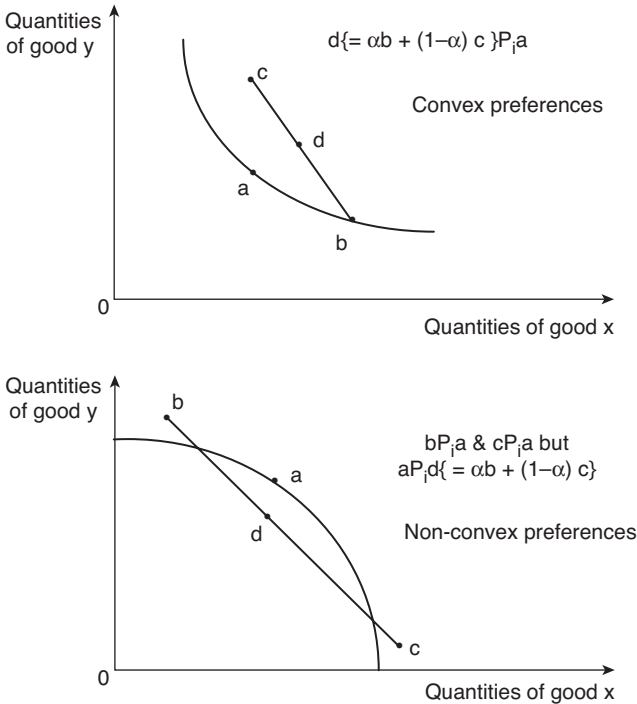 Quantities
of good y
d{= αb + (1–α) c }Pᵢa
c
Convex preferences
d
a
b
0
Quantities of good x
Quantities
of good y
b
bPᵢa & cPᵢa but
aPᵢd{ = αb + (1–α) c}
a
d
Non-convex preferences
c
0
Quantities of good x